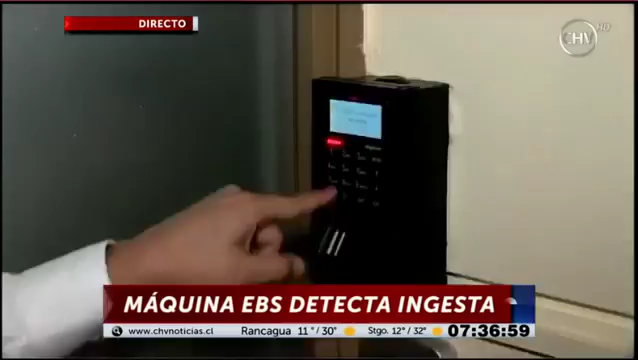 DIRECTO
CHV HD
MÁQUINA EBS DETECTA INGESTA
www.chvnoticias.cl Rancagua 11°/30° Stgo. 12°/32° 07:36:59